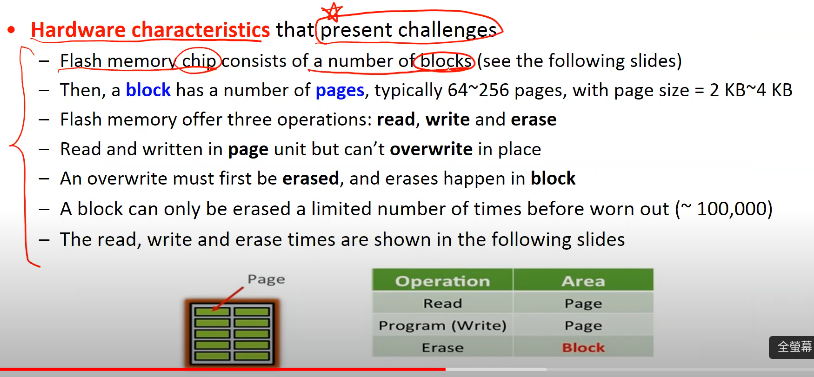 • Hardware characteristics that present challenges
– Flash memory chip consists of a number of blocks (see the following slides)
– Then, a block has a number of pages, typically 64~256 pages, with page size = 2 KB~4 KB
– Flash memory offer three operations: read, write and erase
– Read and written in page unit but can't overwrite in place
– An overwrite must first be erased, and erases happen in block
– A block can only be erased a limited number of times before worn out (~ 100,000)
– The read, write and erase times are shown in the following slides
Page
Operation Area
Read Page
Program (Write) Page
Erase Block
全螢幕